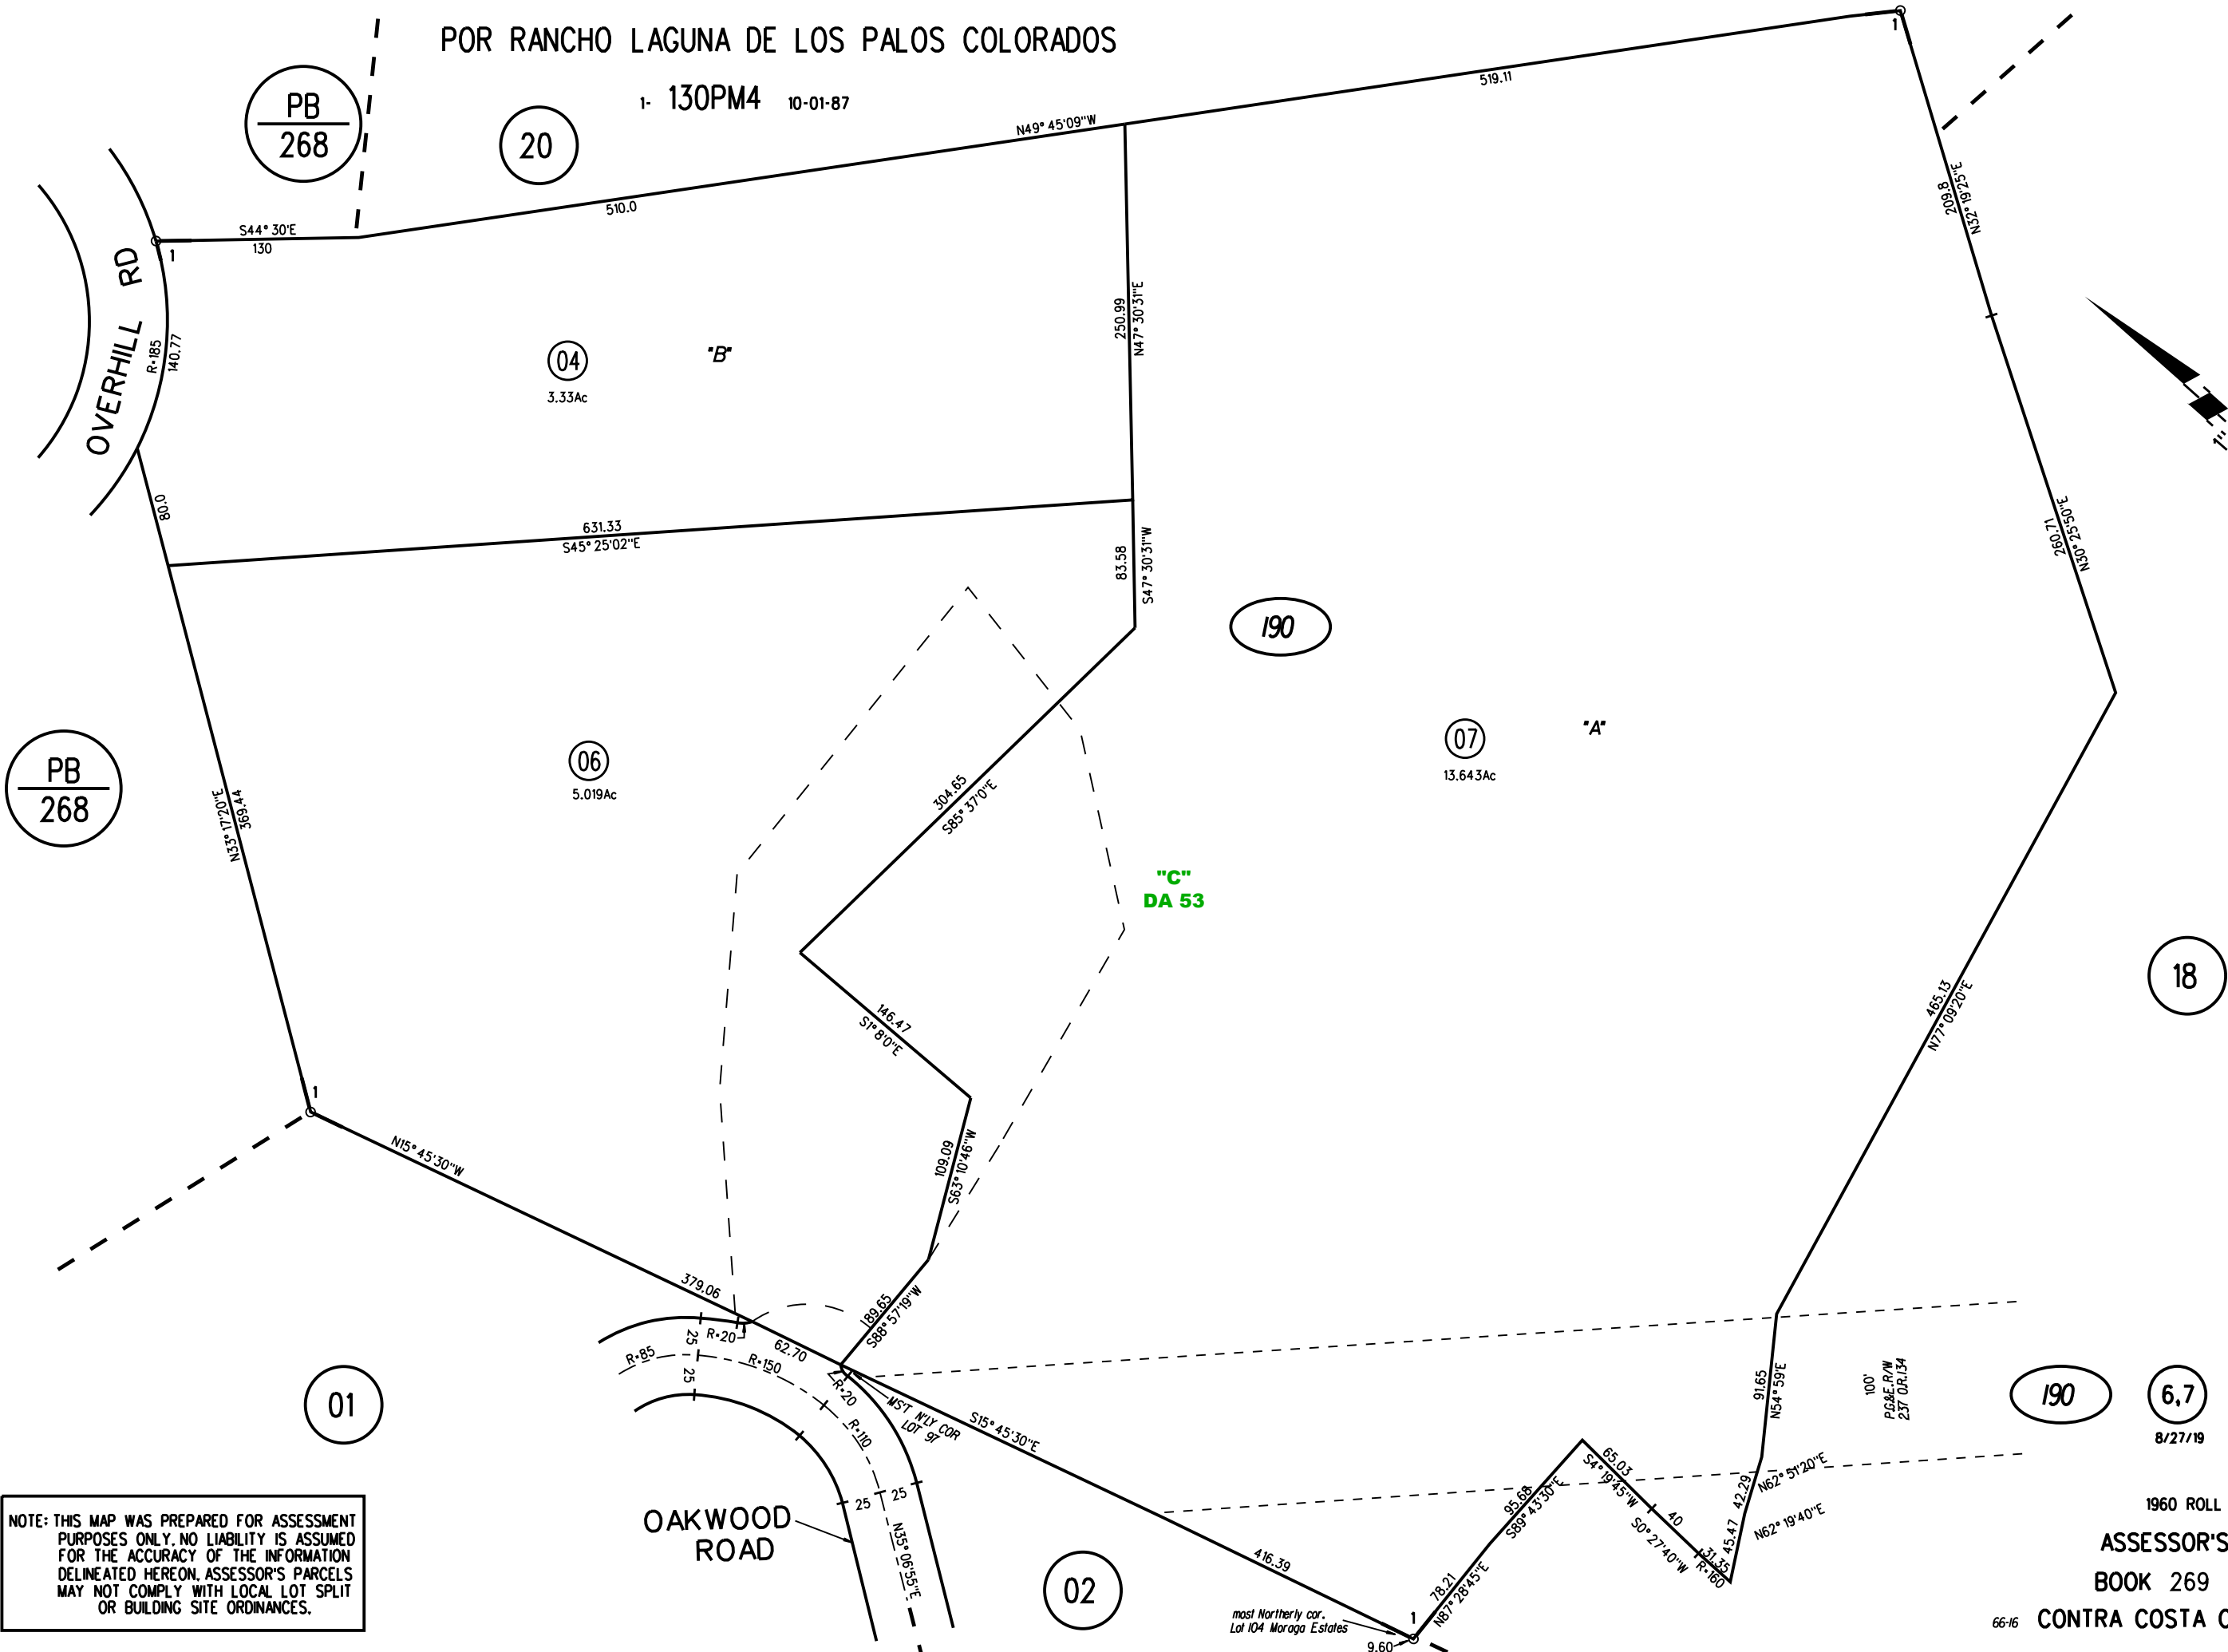 POR RANCHO LAGUNA DE LOS PALOS COLORADOS
1- 130PM4 10-01-87
PB
268
20
1
519.11
N49° 45'09"W
510.0
S44° 30'E
130
1
OVERHILL RD
R=185
140.77
04
3.33Ac
"B"
250.99
N47° 30'31"E
209.8
N32° 19'25"E
1"
80.0
631.33
S45° 25'02"E
83.58
S47° 30'31"W
260.71
N30° 25'50"E
190
PB
268
06
5.019Ac
07
13.643Ac
"A"
369.44
N33° 17'20"E
304.65
S85° 37'0"E
"C"
DA 53
18
146.47
S1° 8'0"E
465.13
N77° 09'20"E
1
N15° 45'30"W
109.09
S63° 10'46"W
379.06
89.65
S88° 57'19"W
R=20
62.70
25
25
R=85
R=150
R=20
R=110
MS'T N'LY COR
LOT 97
S15° 45'30"E
01
91.65
N54° 59'E
100'
P.G.&E. R/W
237 O.R. 134
190
6,7
8/27/19
65.03
S4° 19'45"W
95.68
S89° 43'30"E
42.29
N62° 51'20"E
40
S0° 27'40"W
45.47
N62° 19'40"E
31.35
R=160
25
25
N35° 06'55"E
OAKWOOD
ROAD
416.39
78.21
N87° 28'45"E
02
most Northerly cor.
Lot 104 Moraga Estates
1
9.60
NOTE: THIS MAP WAS PREPARED FOR ASSESSMENT
PURPOSES ONLY. NO LIABILITY IS ASSUMED
FOR THE ACCURACY OF THE INFORMATION
DELINEATED HEREON. ASSESSOR'S PARCELS
MAY NOT COMPLY WITH LOCAL LOT SPLIT
OR BUILDING SITE ORDINANCES.
1960 ROLL
ASSESSOR'S
BOOK 269
66-16 CONTRA COSTA C